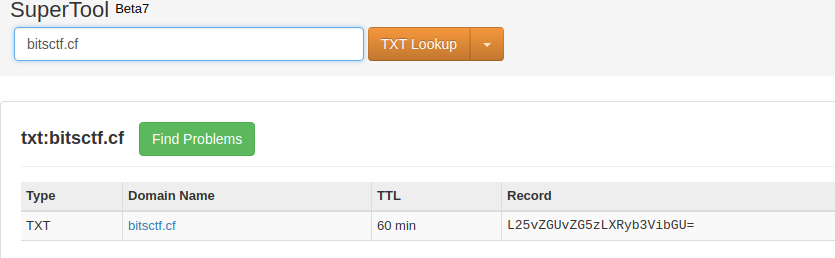 SuperTool Beta7
bitsctf.cf TXT Lookup
txt:bitsctf.cf Find Problems
Type Domain Name TTL Record
TXT bitsctf.cf 60 min L25vZGUvZG5zLXRyb3VibGU=